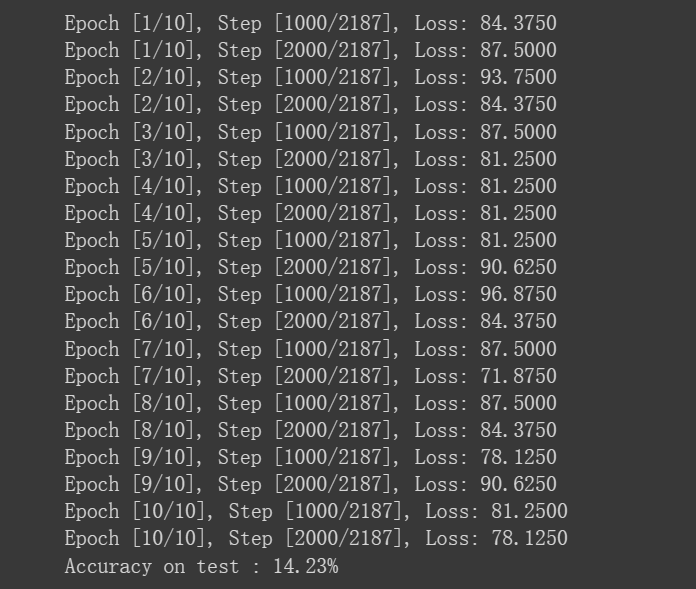 Epoch [1/10], Step [1000/2187], Loss: 84.3750
Epoch [1/10], Step [2000/2187], Loss: 87.5000
Epoch [2/10], Step [1000/2187], Loss: 93.7500
Epoch [2/10], Step [2000/2187], Loss: 84.3750
Epoch [3/10], Step [1000/2187], Loss: 87.5000
Epoch [3/10], Step [2000/2187], Loss: 81.2500
Epoch [4/10], Step [1000/2187], Loss: 81.2500
Epoch [4/10], Step [2000/2187], Loss: 81.2500
Epoch [5/10], Step [1000/2187], Loss: 81.2500
Epoch [5/10], Step [2000/2187], Loss: 90.6250
Epoch [6/10], Step [1000/2187], Loss: 96.8750
Epoch [6/10], Step [2000/2187], Loss: 84.3750
Epoch [7/10], Step [1000/2187], Loss: 87.5000
Epoch [7/10], Step [2000/2187], Loss: 71.8750
Epoch [8/10], Step [1000/2187], Loss: 87.5000
Epoch [8/10], Step [2000/2187], Loss: 84.3750
Epoch [9/10], Step [1000/2187], Loss: 78.1250
Epoch [9/10], Step [2000/2187], Loss: 90.6250
Epoch [10/10], Step [1000/2187], Loss: 81.2500
Epoch [10/10], Step [2000/2187], Loss: 78.1250
Accuracy on test : 14.23%